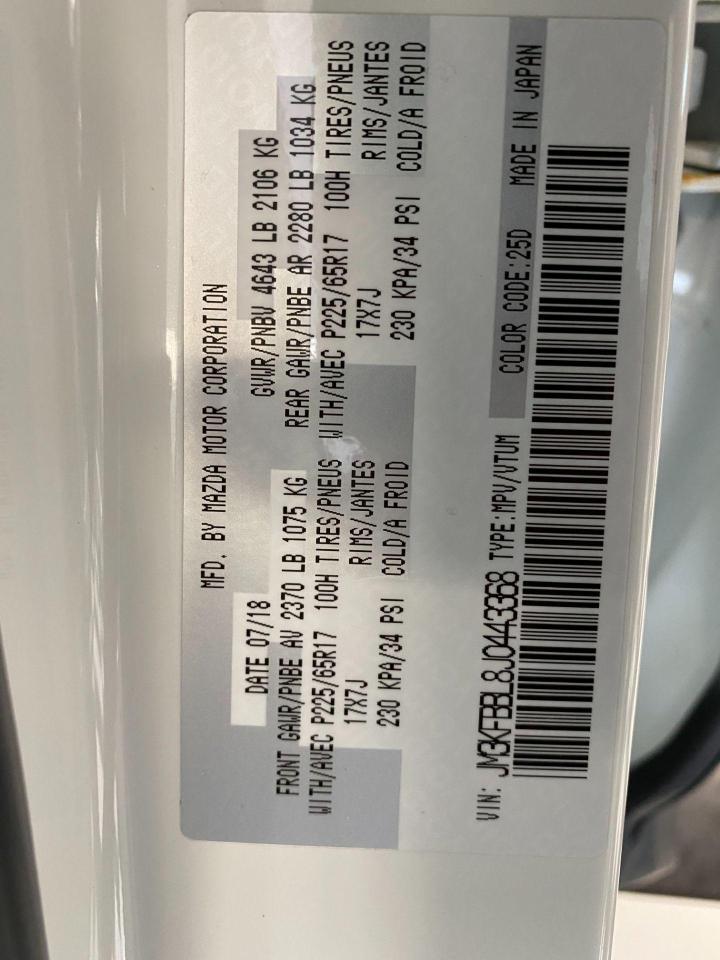 MFD. BY MAZDA MOTOR CORPORATION
DATE 07/18 GVWR/PNBV 4643 LB 2106 KG
FRONT GAWR/PNBE AV 2370 LB 1075 KG REAR GAWR/PNBE AR 2280 LB 1034 KG
WITH/AVEC P225/65R17 100H TIRES/PNEUS WITH/AVEC P225/65R17 100H TIRES/PNEUS
17X7J RIMS/JANTES 17X7J RIMS/JANTES
230 KPA/34 PSI COLD/A FROID 230 KPA/34 PSI COLD/A FROID
VIN: JM3KFBBL8J0443368 TYPE:MPV/VTUM COLOR CODE:25D MADE IN JAPAN